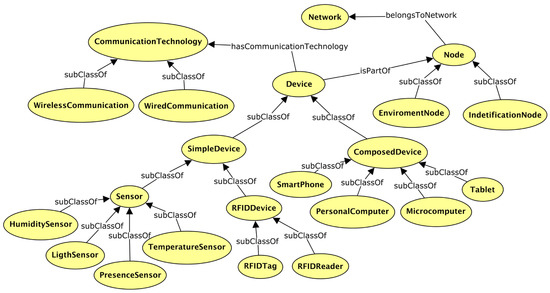 Network
belongsToNetwork
CommunicationTechnology
hasCommunicationTechnology
Node
isPartOf
subClassOf
subClassOf
Device
subClassOf
subClassOf
WirelessCommunication
WiredCommunication
subClassOf
subClassOf
EnviromentNode
IndetificationNode
SimpleDevice
ComposedDevice
subClassOf
subClassOf
subClassOf
subClassOf
SmartPhone
subClassOf
subClassOf
Tablet
Sensor
RFIDDevice
PersonalComputer
Microcomputer
subClassOf
subClassOf
HumiditySensor
subClassOf
subClassOf
TemperatureSensor
subClassOf
subClassOf
LigthSensor
PresenceSensor
RFIDTag
RFIDReader